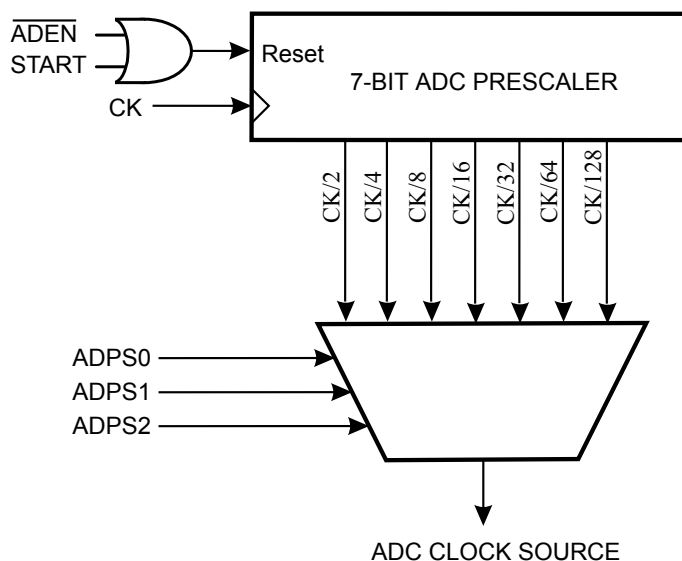 ADEN
START
Reset
7-BIT ADC PRESCALER
CK
CK/2
CK/4
CK/8
CK/16
CK/32
CK/64
CK/128
ADPS0
ADPS1
ADPS2
ADC CLOCK SOURCE